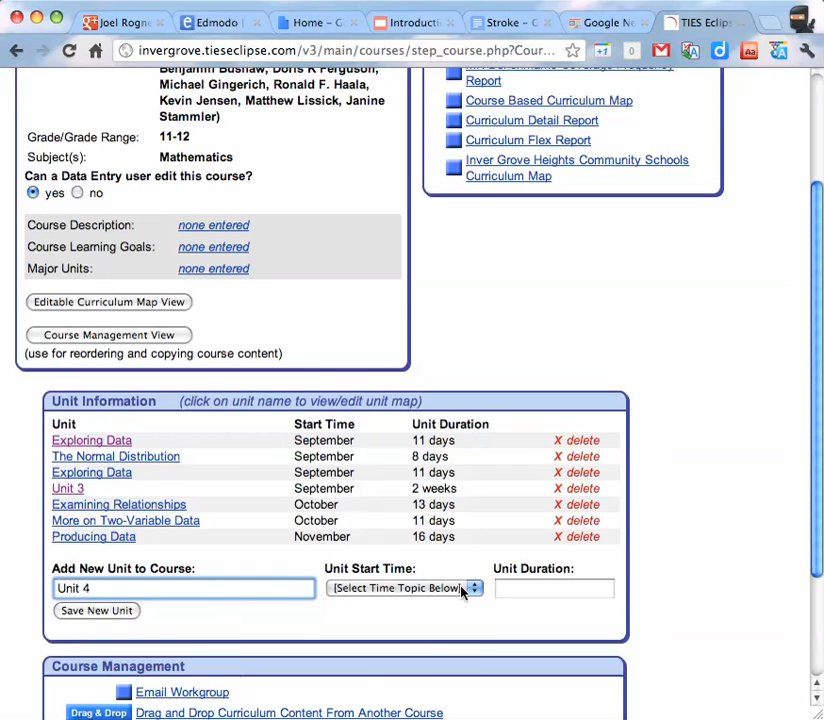 Joel Rogne
Edmodo
Home – G
Introducti
Stroke – C
Google Ne
TIES Eclips
invergrove.tieseclipse.com/v3/main/courses/step_course.php?Cour...
+1
0
Aa
Benjamin Bushaw, Doris R Ferguson,
Michael Gingerich, Ronald F. Haala,
Kevin Jensen, Matthew Lissick, Janine
Stammler)
Grade/Grade Range: 11-12
Subject(s): Mathematics
Can a Data Entry user edit this course?
yes no
Course Description: none entered
Course Learning Goals: none entered
Major Units: none entered
Editable Curriculum Map View
Course Management View
(use for reordering and copying course content)
Report
Course Based Curriculum Map
Curriculum Detail Report
Curriculum Flex Report
Inver Grove Heights Community Schools
Curriculum Map
Unit Information (click on unit name to view/edit unit map)
Unit Start Time Unit Duration
Exploring Data September 11 days X delete
The Normal Distribution September 8 days X delete
Exploring Data September 11 days X delete
Unit 3 September 2 weeks X delete
Examining Relationships October 13 days X delete
More on Two-Variable Data October 11 days X delete
Producing Data November 16 days X delete
Add New Unit to Course: Unit Start Time: Unit Duration:
Unit 4 [Select Time Topic Below]
Save New Unit
Course Management
Email Workgroup
Drag & Drop Drag and Drop Curriculum Content From Another Course